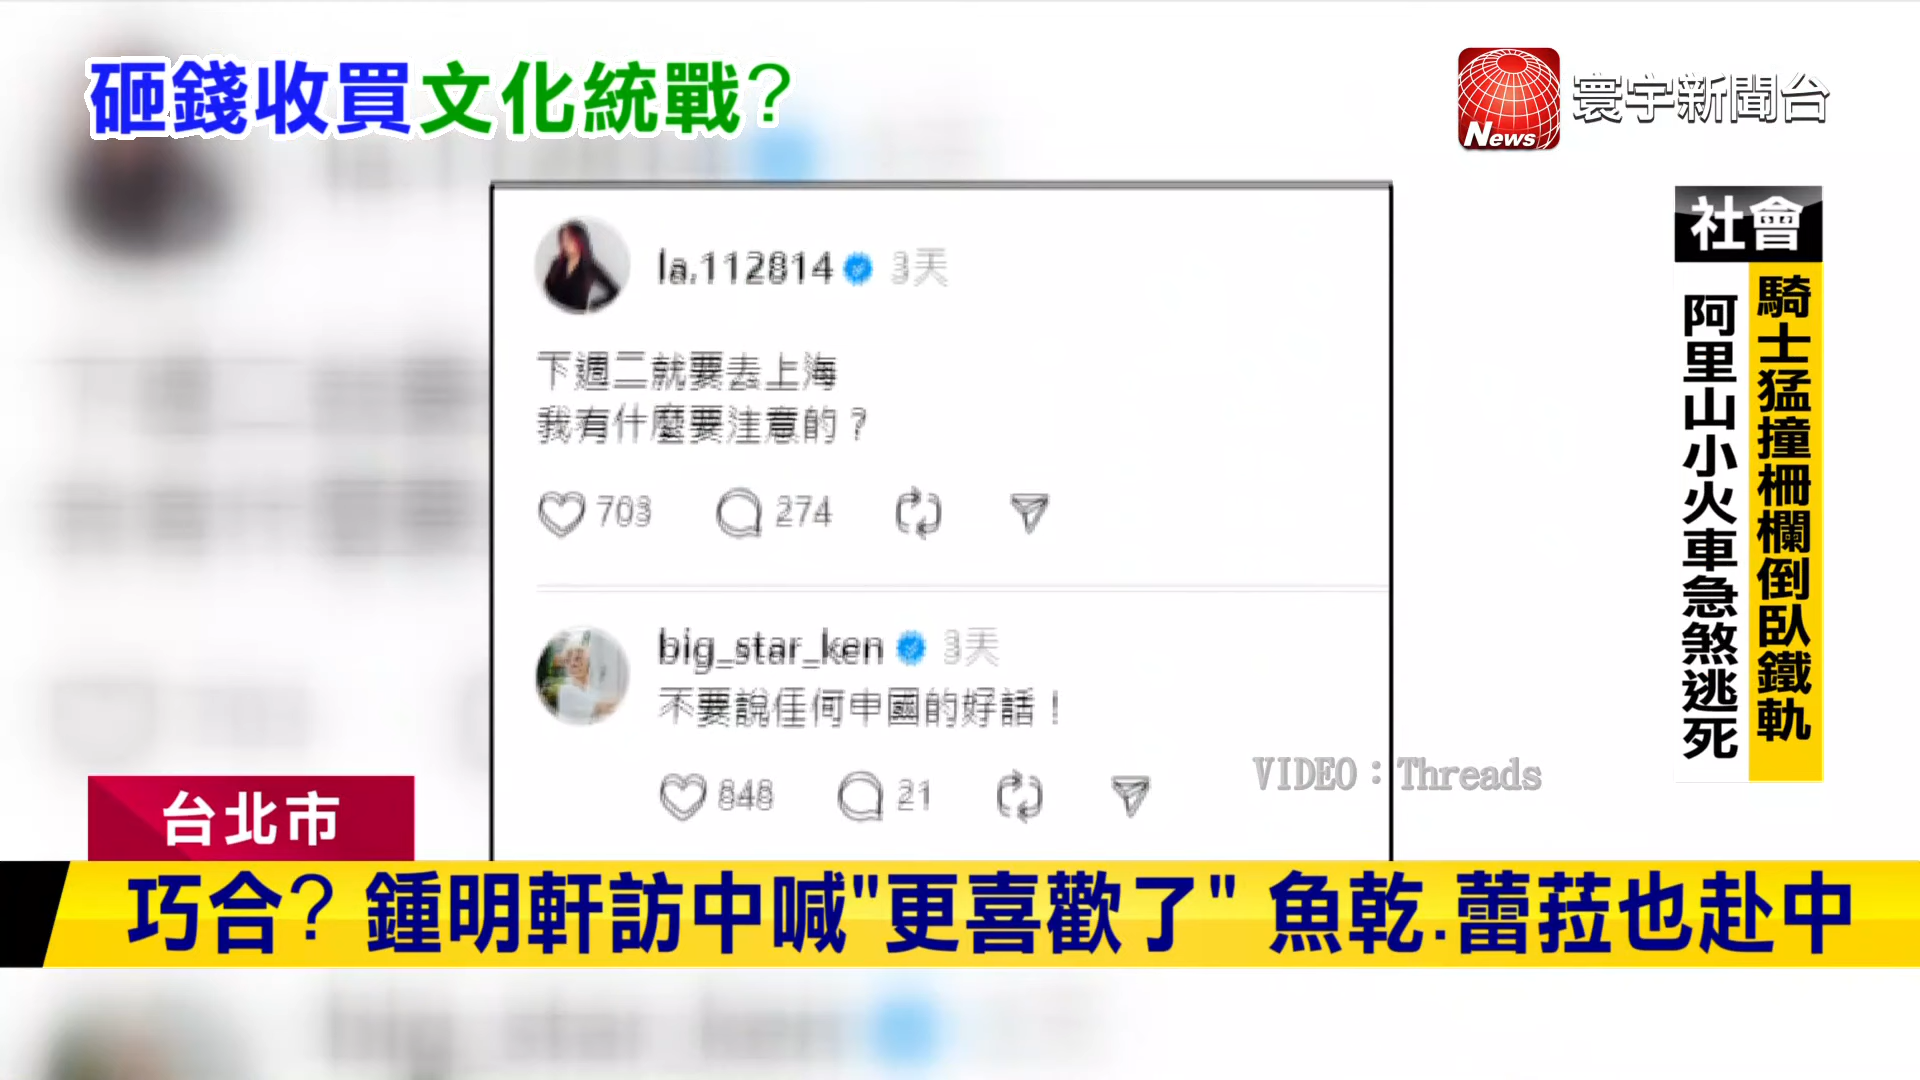 砸錢收買文化統戰?
News
寰宇新聞台
社會
騎士猛撞柵欄倒臥鐵軌
阿里山小火車急煞逃死
la.112814 3天
下週二就要去上海
我有什麼要注意的？
703 274
big_star_ken 3天
不要說任何中國的好話！
848 21
VIDEO：Threads
台北市
巧合? 鍾明軒訪中喊"更喜歡了" 魚乾.蕾菈也赴中